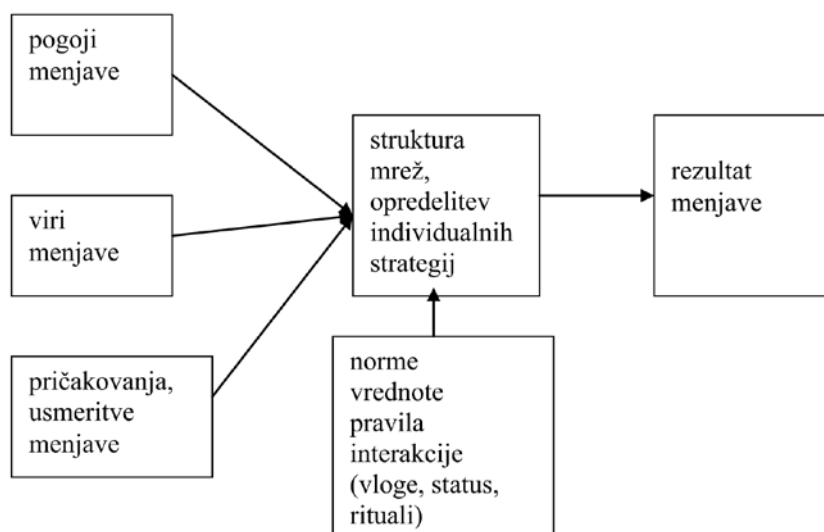 pogoji
menjave
viri
menjave
pričakovanja,
usmeritve
menjave
struktura
mrež,
opredelitev
individualnih
strategij
norme
vrednote
pravila
interakcije
(vloge, status,
rituali)
rezultat
menjave